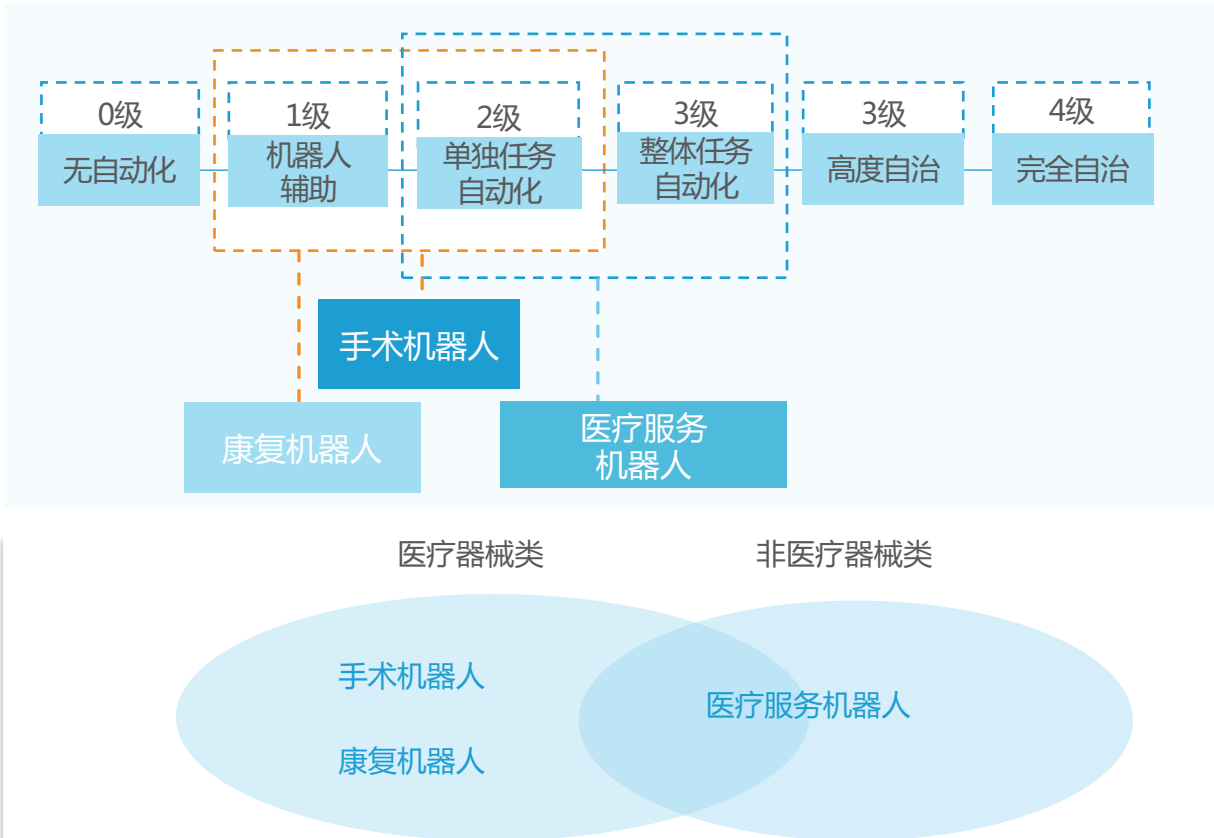 0级
无自动化
1级
机器人
辅助
2级
单独任务
自动化
3级
整体任务
自动化
3级
高度自治
4级
完全自治
手术机器人
康复机器人
医疗服务
机器人
医疗器械类
非医疗器械类
手术机器人
康复机器人
医疗服务机器人